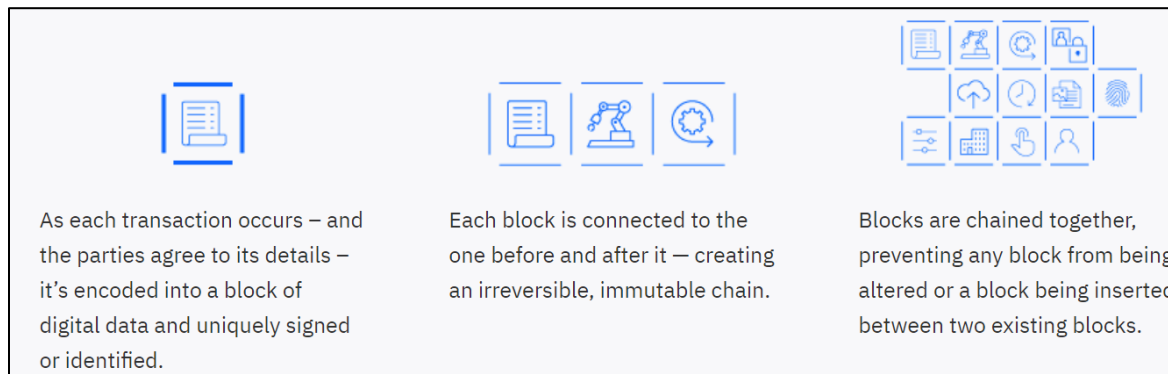 As each transaction occurs – and
the parties agree to its details –
it's encoded into a block of
digital data and uniquely signed
or identified.
Each block is connected to the
one before and after it — creating
an irreversible, immutable chain.
Blocks are chained together,
preventing any block from being
altered or a block being inserted
between two existing blocks.